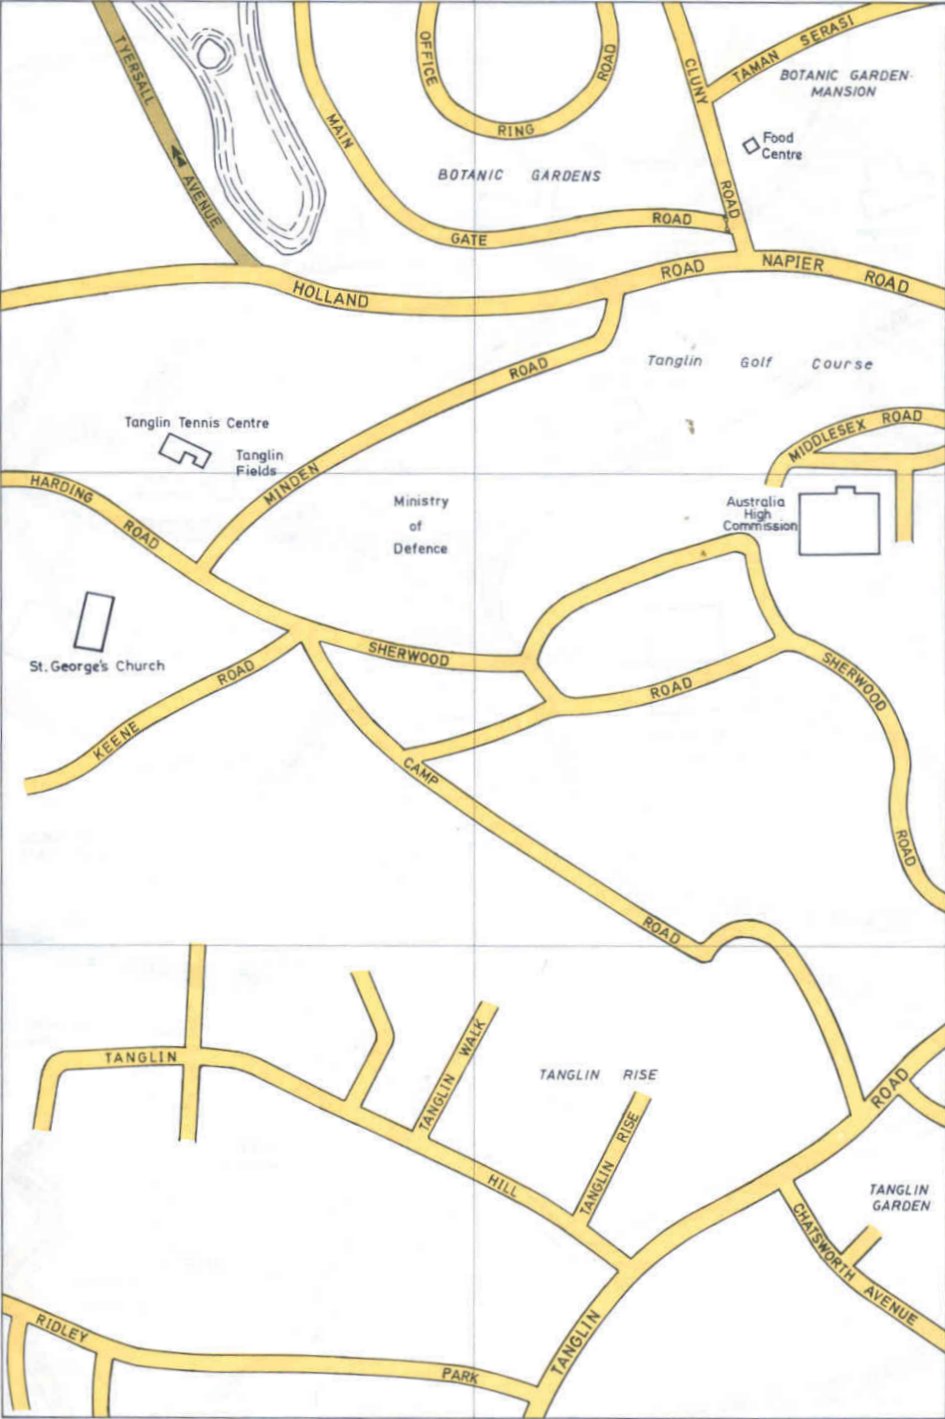 TYERSALL
AVENUE
MAIN
GATE
ROAD
OFFICE
RING
ROAD
CLUNY
ROAD
TAMAN SERASI
BOTANIC GARDEN
MANSION
Food
Centre
BOTANIC GARDENS
HOLLAND
ROAD
NAPIER
ROAD
ROAD
MINDEN
Tanglin Golf Course
MIDDLESEX ROAD
Tanglin Tennis Centre
Tanglin
Fields
HARDING
ROAD
Ministry
of
Defence
Australia
High
Commission
St. George's Church
KEENE
ROAD
SHERWOOD
ROAD
SHERWOOD
ROAD
CAMP
ROAD
TANGLIN
HILL
TANGLIN WALK
TANGLIN RISE
TANGLIN RISE
ROAD
TANGLIN
TANGLIN
GARDEN
CHATSWORTH AVENUE
RIDLEY
PARK